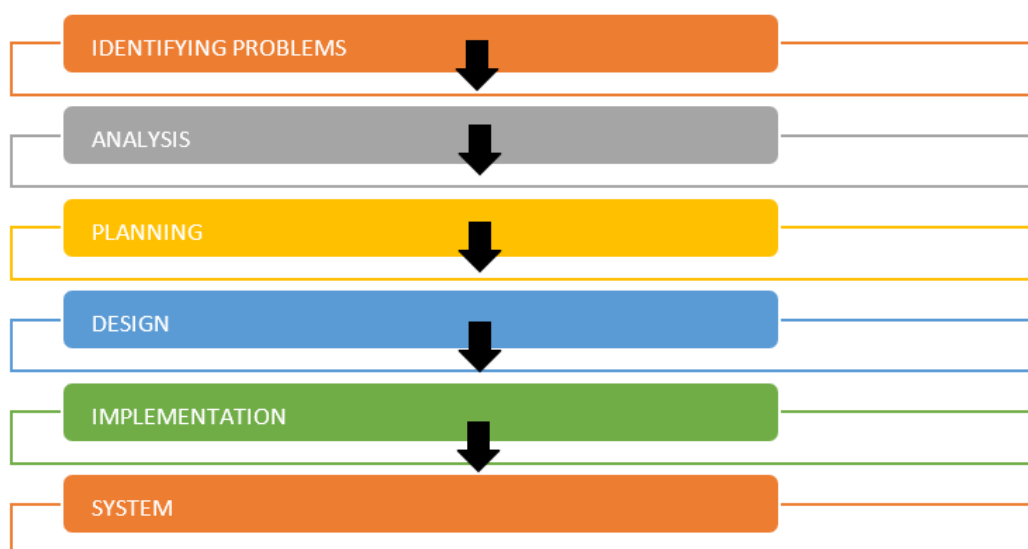 IDENTIFYING PROBLEMS
ANALYSIS
PLANNING
DESIGN
IMPLEMENTATION
SYSTEM